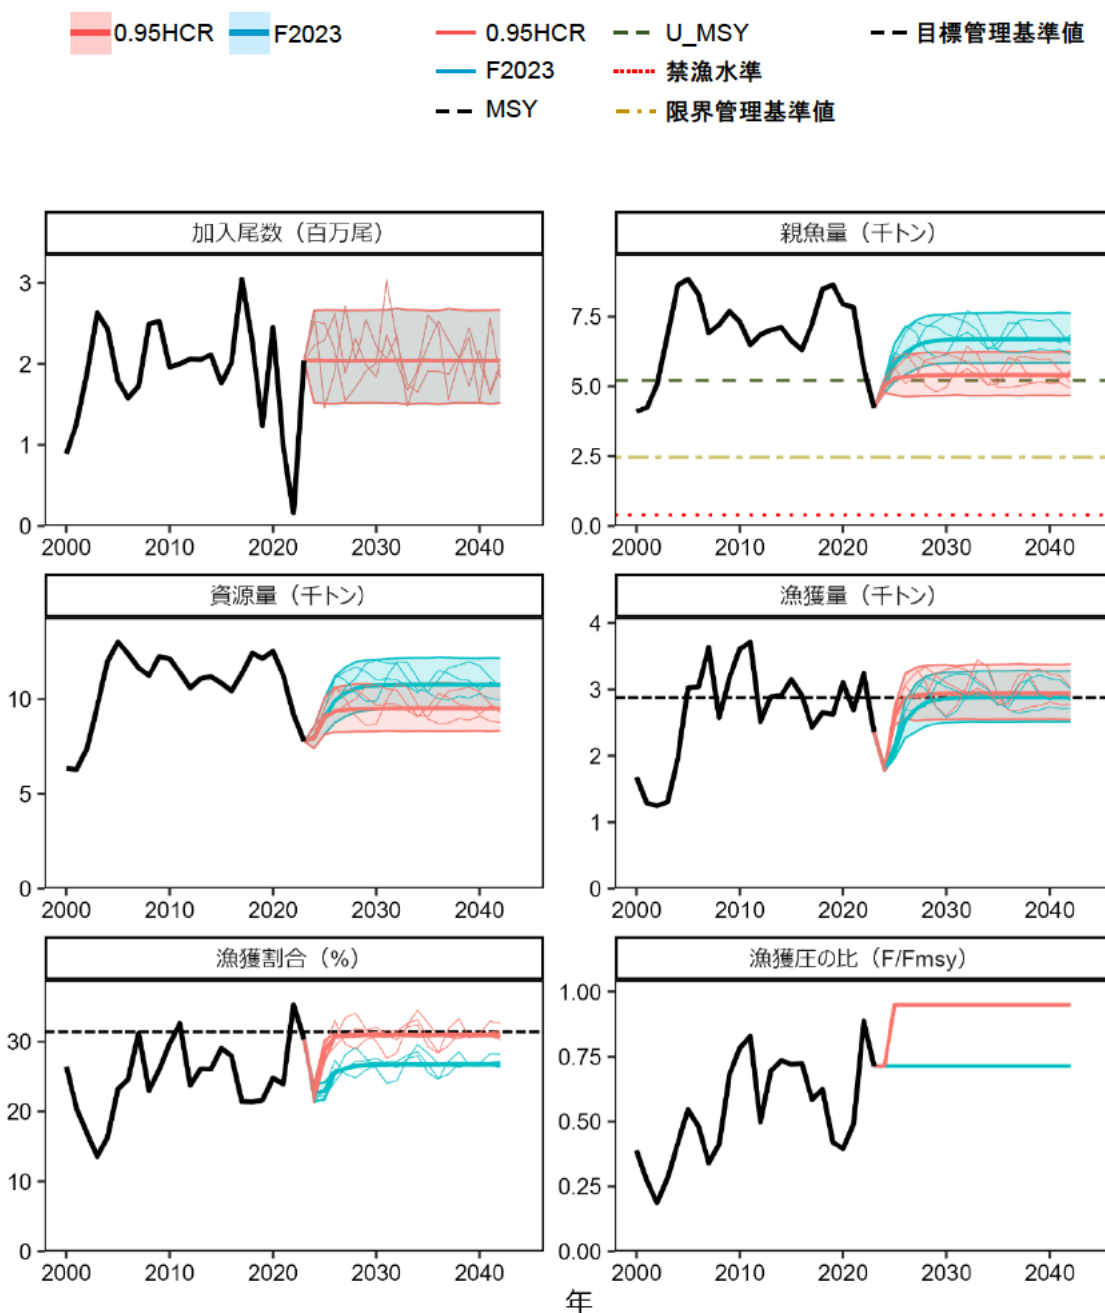 0.95HCR F2023 0.95HCR U_MSY 目標管理基準値
F2023 禁漁水準
MSY 限界管理基準値
加入尾数（百万尾）
3
2
1
0
2000 2010 2020 2030 2040
親魚量（千トン）
7.5
5.0
2.5
0.0
2000 2010 2020 2030 2040
資源量（千トン）
10
5
0
2000 2010 2020 2030 2040
漁獲量（千トン）
4
3
2
1
0
2000 2010 2020 2030 2040
漁獲割合（%）
30
20
10
0
2000 2010 2020 2030 2040
漁獲圧の比（F/Fmsy）
1.00
0.75
0.50
0.25
0.00
2000 2010 2020 2030 2040
年